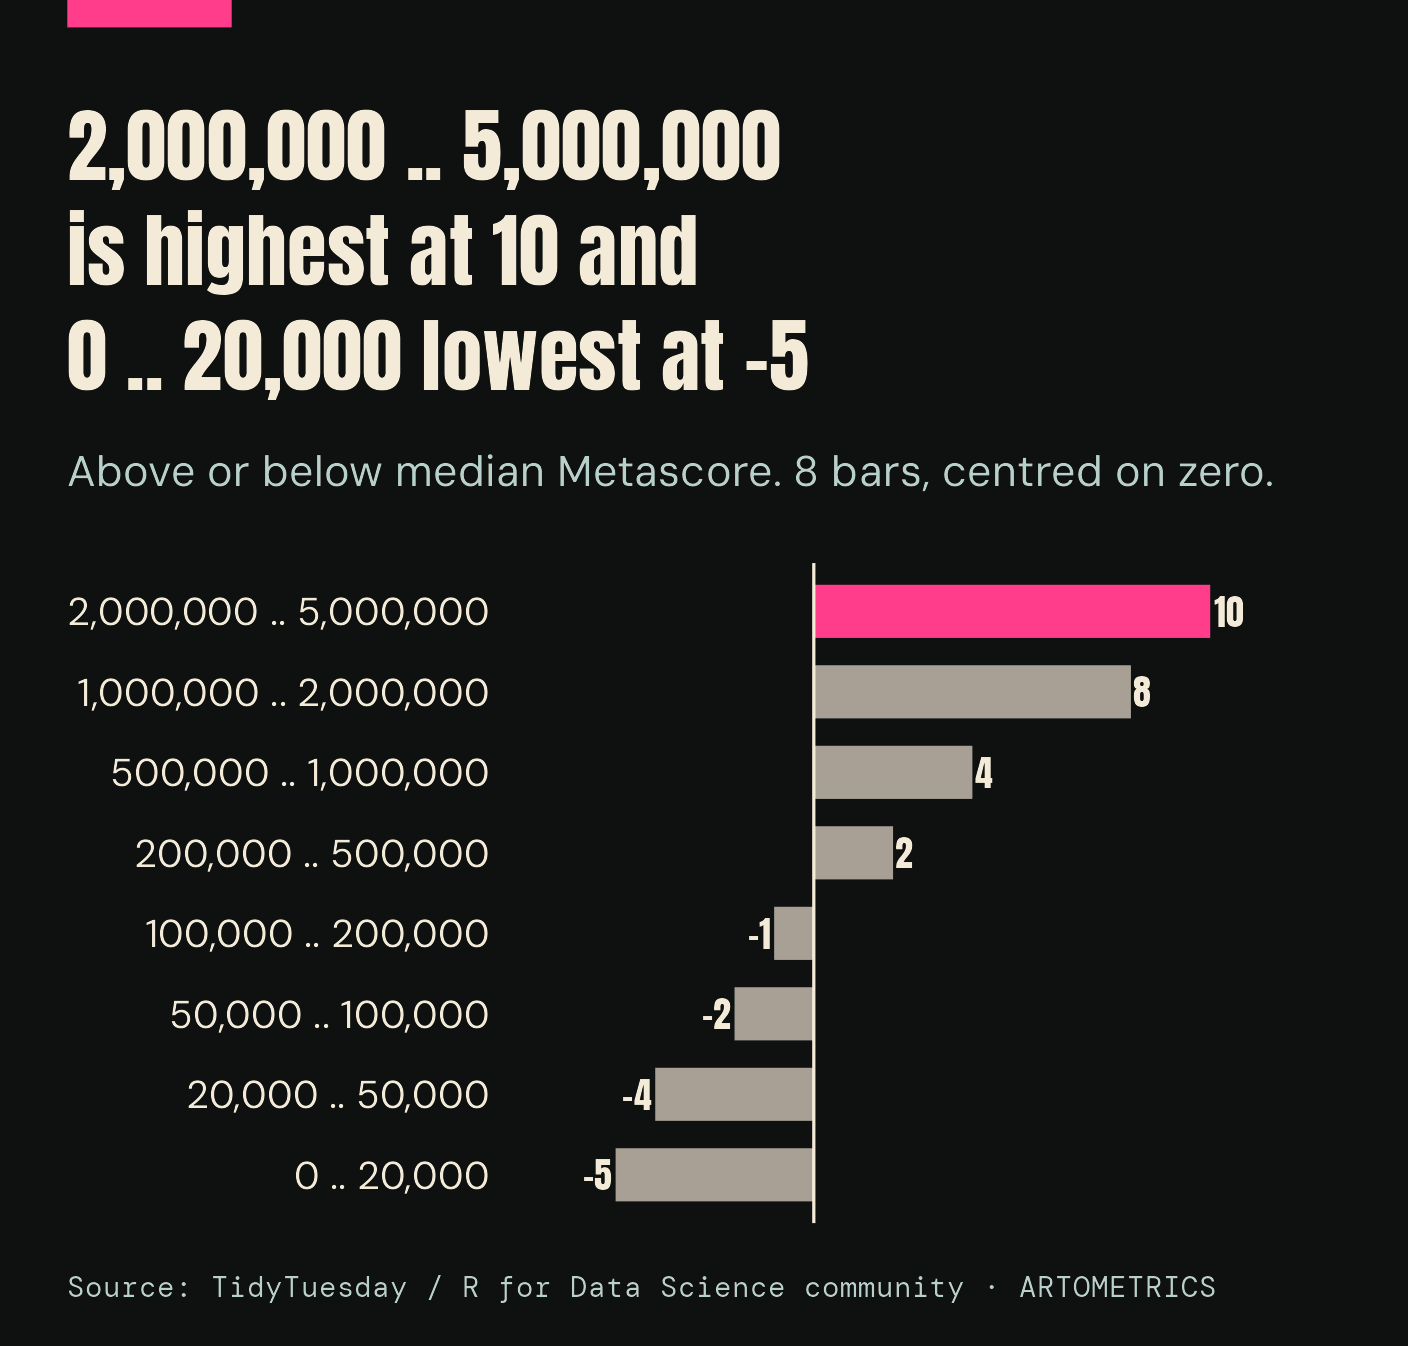 2,000,000 .. 5,000,000
is highest at 10 and
0 .. 20,000 lowest at -5
Above or below median Metascore. 8 bars, centred on zero.
2,000,000 .. 5,000,000 10
1,000,000 .. 2,000,000 8
500,000 .. 1,000,000 4
200,000 .. 500,000 2
100,000 .. 200,000 -1
50,000 .. 100,000 -2
20,000 .. 50,000 -4
0 .. 20,000 -5
Source: TidyTuesday / R for Data Science community · ARTOMETRICS